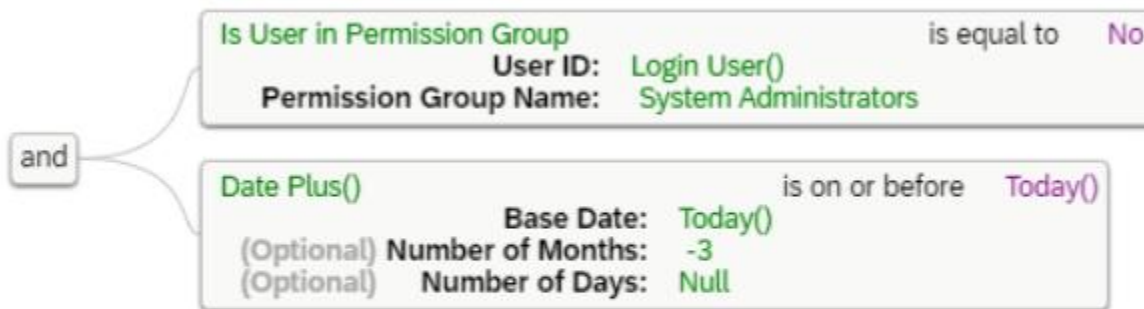 Is User in Permission Group is equal to No
User ID: Login User()
Permission Group Name: System Administrators
and
Date Plus() is on or before Today()
Base Date: Today()
(Optional) Number of Months: -3
(Optional) Number of Days: Null